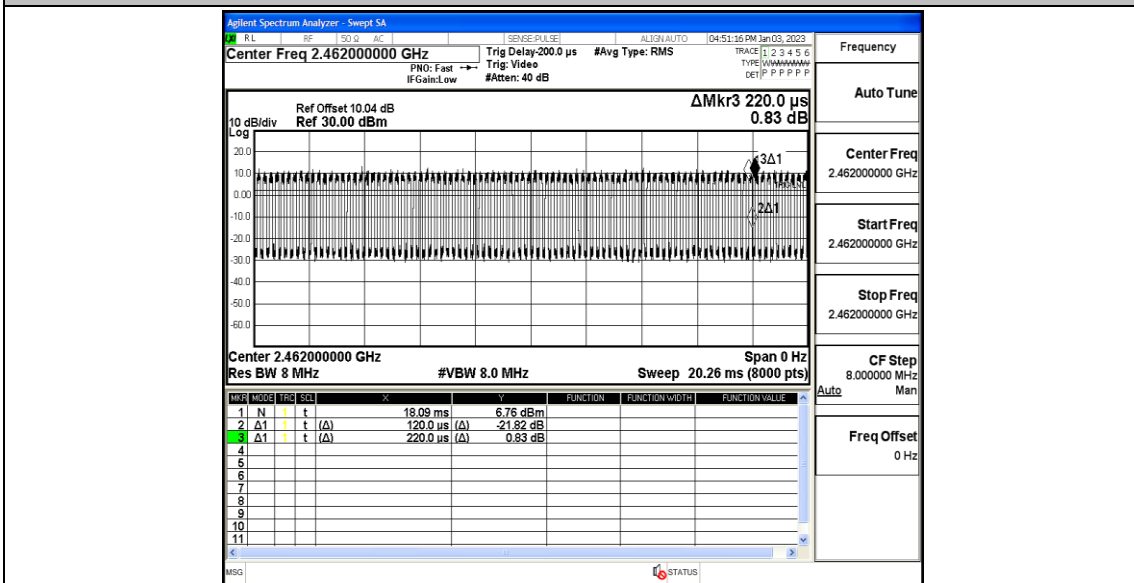 Agilent Spectrum Analyzer - Swept SA
RL RF 50 Ω AC SENSE:PULSE ALIGN AUTO 04:51:16 PM Jan 03, 2023
Center Freq 2.462000000 GHz
PNO: Fast
IFGain:Low
Trig Delay-200.0 µs
Trig: Video
#Atten: 40 dB
#Avg Type: RMS
TRACE 1 2 3 4 5 6
TYPE
DET P P P P P P
ΔMkr3 220.0 µs
0.83 dB
Ref Offset 10.04 dB
10 dB/div Ref 30.00 dBm
Log
20.0
10.0
0.00
-10.0
-20.0
-30.0
-40.0
-50.0
-60.0
3Δ1
2Δ1
Center 2.462000000 GHz Span 0 Hz
Res BW 8 MHz #VBW 8.0 MHz Sweep 20.26 ms (8000 pts)
MKR MODE TRC SCL X Y FUNCTION FUNCTION WIDTH FUNCTION VALUE
1 N t 18.09 ms 6.76 dBm
2 Δ1 t (Δ) 120.0 µs (Δ) -21.82 dB
3 Δ1 t (Δ) 220.0 µs (Δ) 0.83 dB
4
5
6
7
8
9
10
11
MSG STATUS
Frequency
Auto Tune
Center Freq
2.462000000 GHz
Start Freq
2.462000000 GHz
Stop Freq
2.462000000 GHz
CF Step
8.000000 MHz
Auto Man
Freq Offset
0 Hz